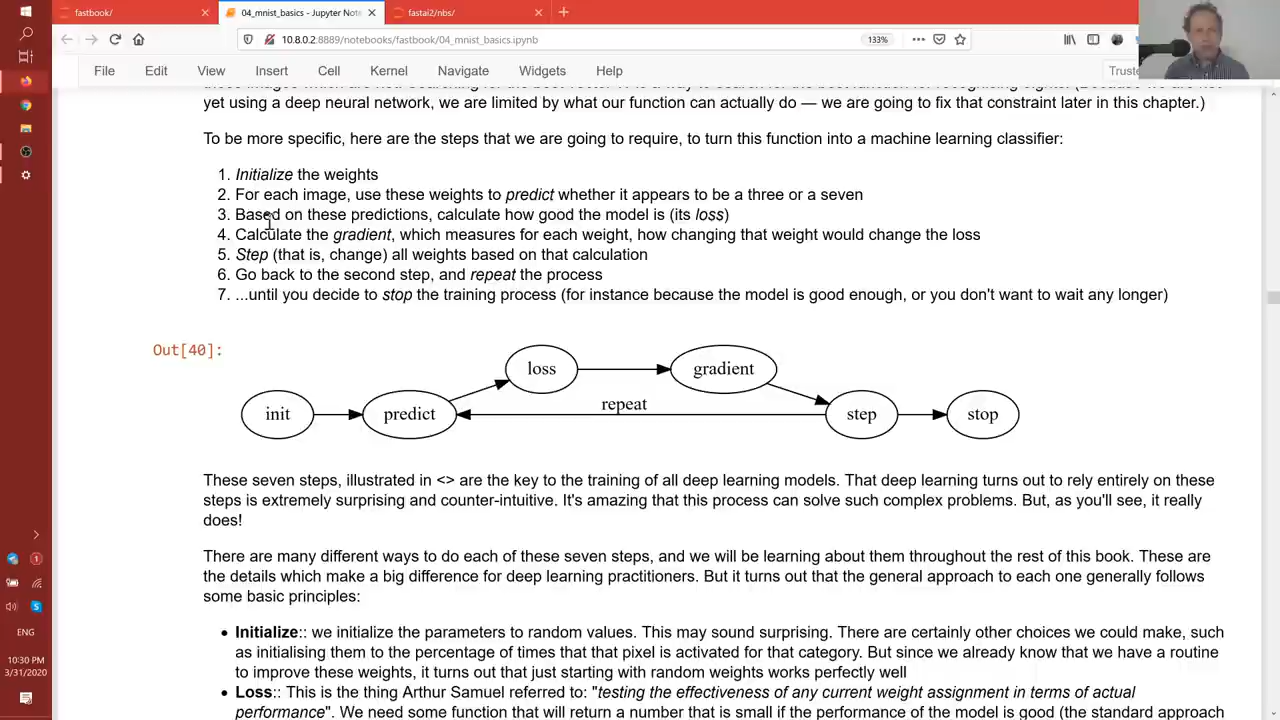 fastbook/
04_mnist_basics - Jupyter Note
fastai2/nbs/
10.8.0.2:8889/notebooks/fastbook/04_mnist_basics.ipynb
133%
File Edit View Insert Cell Kernel Navigate Widgets Help
Truste
yet using a deep neural network, we are limited by what our function can actually do — we are going to fix that constraint later in this chapter.)
To be more specific, here are the steps that we are going to require, to turn this function into a machine learning classifier:
1. Initialize the weights
2. For each image, use these weights to predict whether it appears to be a three or a seven
3. Based on these predictions, calculate how good the model is (its loss)
4. Calculate the gradient, which measures for each weight, how changing that weight would change the loss
5. Step (that is, change) all weights based on that calculation
6. Go back to the second step, and repeat the process
7. ...until you decide to stop the training process (for instance because the model is good enough, or you don't want to wait any longer)
Out[40]:
loss
gradient
init
predict
repeat
step
stop
These seven steps, illustrated in <> are the key to the training of all deep learning models. That deep learning turns out to rely entirely on these
steps is extremely surprising and counter-intuitive. It's amazing that this process can solve such complex problems. But, as you'll see, it really
does!
There are many different ways to do each of these seven steps, and we will be learning about them throughout the rest of this book. These are
the details which make a big difference for deep learning practitioners. But it turns out that the general approach to each one generally follows
some basic principles:
• Initialize:: we initialize the parameters to random values. This may sound surprising. There are certainly other choices we could make, such
as initialising them to the percentage of times that that pixel is activated for that category. But since we already know that we have a routine
to improve these weights, it turns out that just starting with random weights works perfectly well
• Loss:: This is the thing Arthur Samuel referred to: "testing the effectiveness of any current weight assignment in terms of actual
performance". We need some function that will return a number that is small if the performance of the model is good (the standard approach
ENG
10:30 PM
3/31/2020